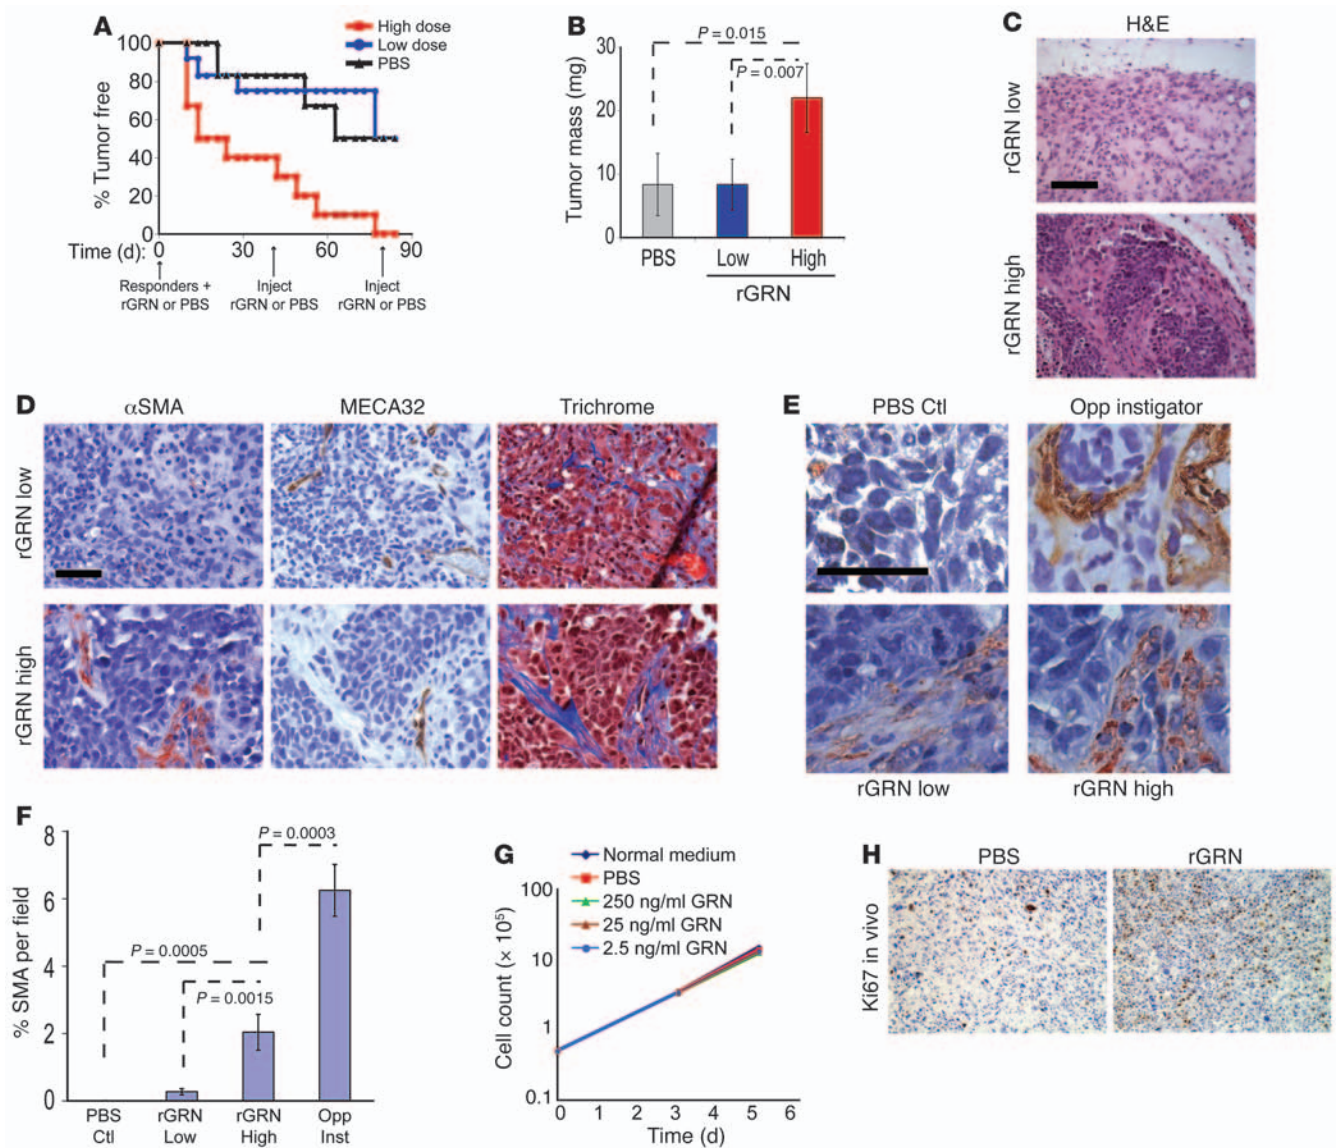 A
High dose
Low dose
PBS
% Tumor free
100
80
60
40
20
0
Time (d): 0 30 60 90
Responders +
rGRN or PBS
Inject
rGRN or PBS
Inject
rGRN or PBS
B
P = 0.015
P = 0.007
Tumor mass (mg)
30
20
10
0
PBS Low High
rGRN
C
H&E
rGRN low
rGRN high
D
αSMA MECA32 Trichrome
rGRN low
rGRN high
E
PBS Ctl Opp instigator
rGRN low rGRN high
F
P = 0.0003
P = 0.0005
P = 0.0015
% SMA per field
8
6
4
2
0
PBS
Ctl
rGRN
Low
rGRN
High
Opp
Inst
G
Normal medium
PBS
250 ng/ml GRN
25 ng/ml GRN
2.5 ng/ml GRN
Cell count (× 10⁵)
100
10
1
0.1
0 1 2 3 4 5 6
Time (d)
H
PBS rGRN
Ki67 in vivo